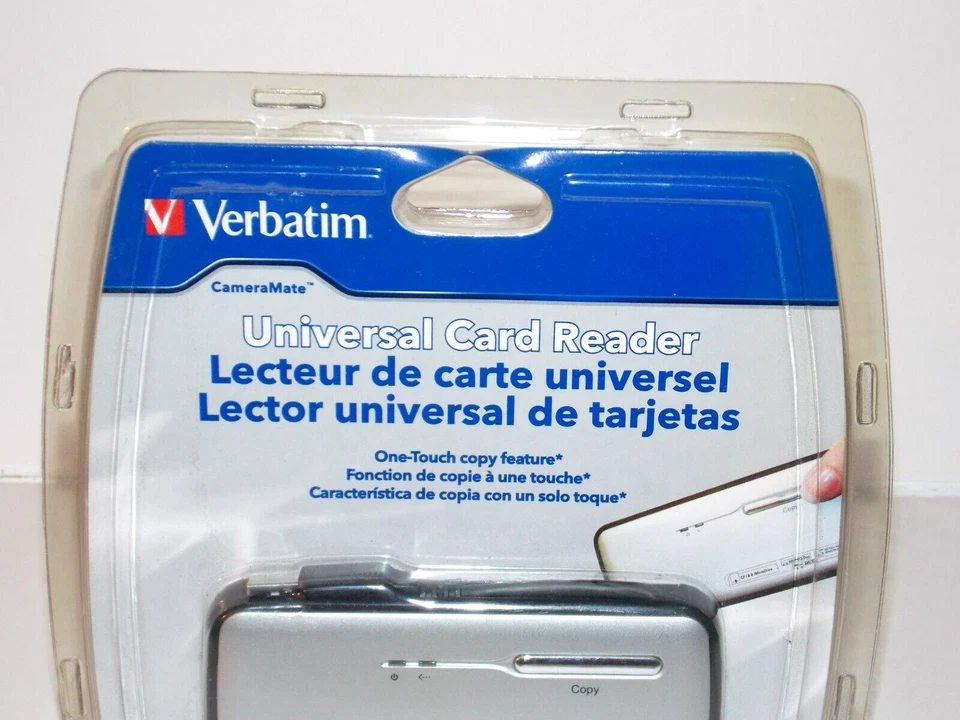 Verbatim.
CameraMate™
Universal Card Reader
Lecteur de carte universel
Lector universal de tarjetas
One-Touch copy feature*
Fonction de copie à une touche*
Característica de copia con un solo toque*
Copy
Copy